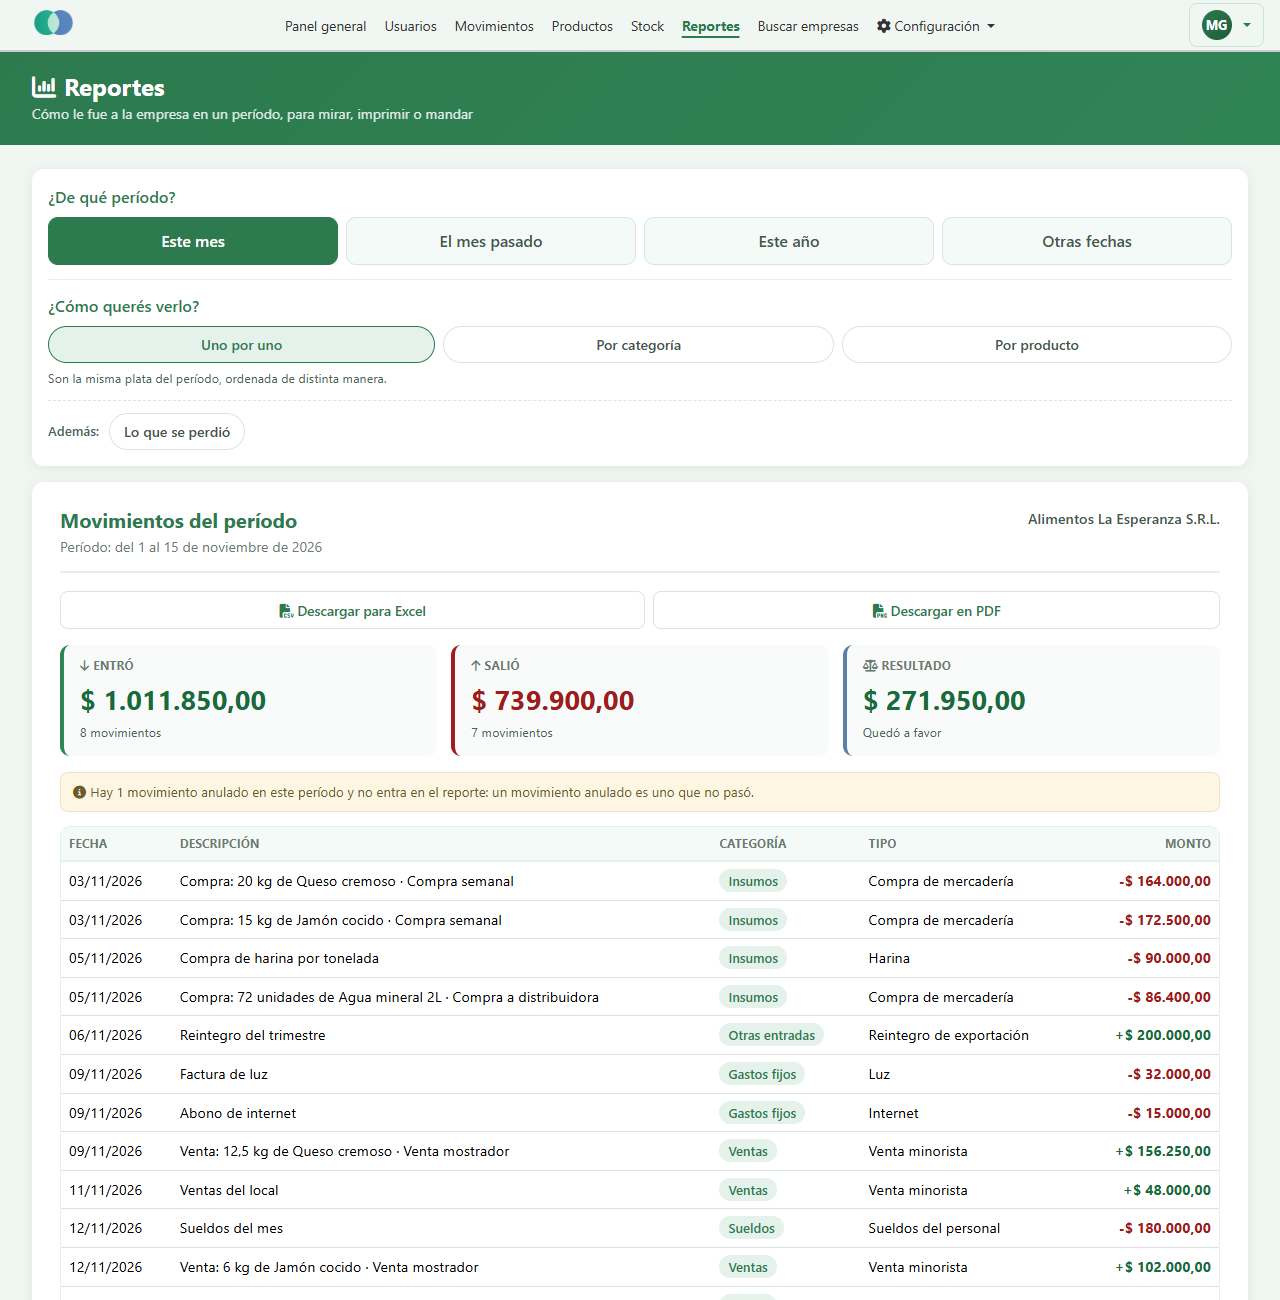 Panel general Usuarios Movimientos Productos Stock Reportes Buscar empresas Configuración MG
Reportes
Cómo le fue a la empresa en un período, para mirar, imprimir o mandar
¿De qué período?
Este mes El mes pasado Este año Otras fechas
¿Cómo querés verlo?
Uno por uno Por categoría Por producto
Son la misma plata del período, ordenada de distinta manera.
Además: Lo que se perdió
Movimientos del período Alimentos La Esperanza S.R.L.
Período: del 1 al 15 de noviembre de 2026
Descargar para Excel Descargar en PDF
ENTRÓ SALIÓ RESULTADO
$ 1.011.850,00 $ 739.900,00 $ 271.950,00
8 movimientos 7 movimientos Quedó a favor
Hay 1 movimiento anulado en este período y no entra en el reporte: un movimiento anulado es uno que no pasó.
FECHA DESCRIPCIÓN CATEGORÍA TIPO MONTO
03/11/2026 Compra: 20 kg de Queso cremoso · Compra semanal Insumos Compra de mercadería -$ 164.000,00
03/11/2026 Compra: 15 kg de Jamón cocido · Compra semanal Insumos Compra de mercadería -$ 172.500,00
05/11/2026 Compra de harina por tonelada Insumos Harina -$ 90.000,00
05/11/2026 Compra: 72 unidades de Agua mineral 2L · Compra a distribuidora Insumos Compra de mercadería -$ 86.400,00
06/11/2026 Reintegro del trimestre Otras entradas Reintegro de exportación +$ 200.000,00
09/11/2026 Factura de luz Gastos fijos Luz -$ 32.000,00
09/11/2026 Abono de internet Gastos fijos Internet -$ 15.000,00
09/11/2026 Venta: 12,5 kg de Queso cremoso · Venta mostrador Ventas Venta minorista +$ 156.250,00
11/11/2026 Ventas del local Ventas Venta minorista +$ 48.000,00
12/11/2026 Sueldos del mes Sueldos Sueldos del personal -$ 180.000,00
12/11/2026 Venta: 6 kg de Jamón cocido · Venta mostrador Ventas Venta minorista +$ 102.000,00